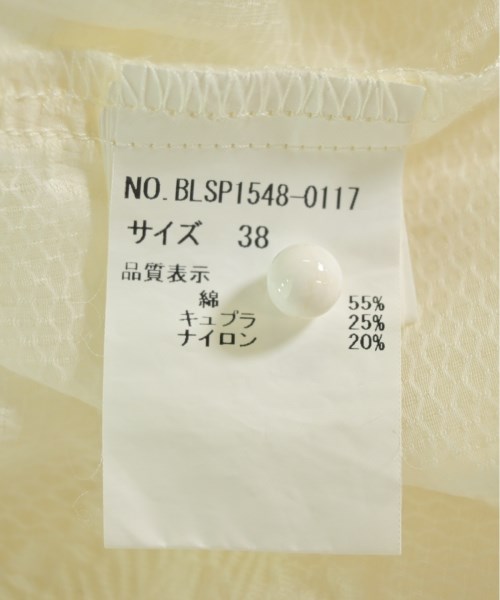 NO.BLSP1548-0117
サイズ 38
品質表示
綿 55%
キュプラ 25%
ナイロン 20%